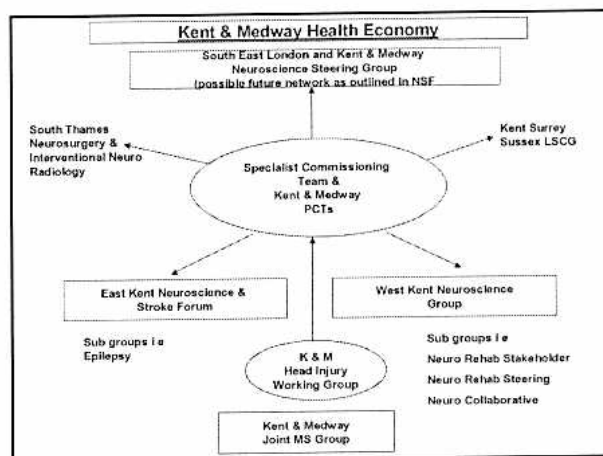 Kent & Medway Health Economy
South East London and Kent & Medway
Neuroscience Steering Group
(possible future network as outlined in NSF
South Thames
Neurosurgery &
Interventional Neuro
Radiology
Kent Surrey
Sussex LSCG
Specialist Commissioning
Team &
Kent & Medway
PCTs
East Kent Neuroscience &
Stroke Forum
West Kent Neuroscience
Group
Sub groups i e
Epilepsy
Sub groups i e
Neuro Rehab Stakeholder
Neuro Rehab Steering
Neuro Collaborative
K & M
Head Injury
Working Group
Kent & Medway
Joint MS Group